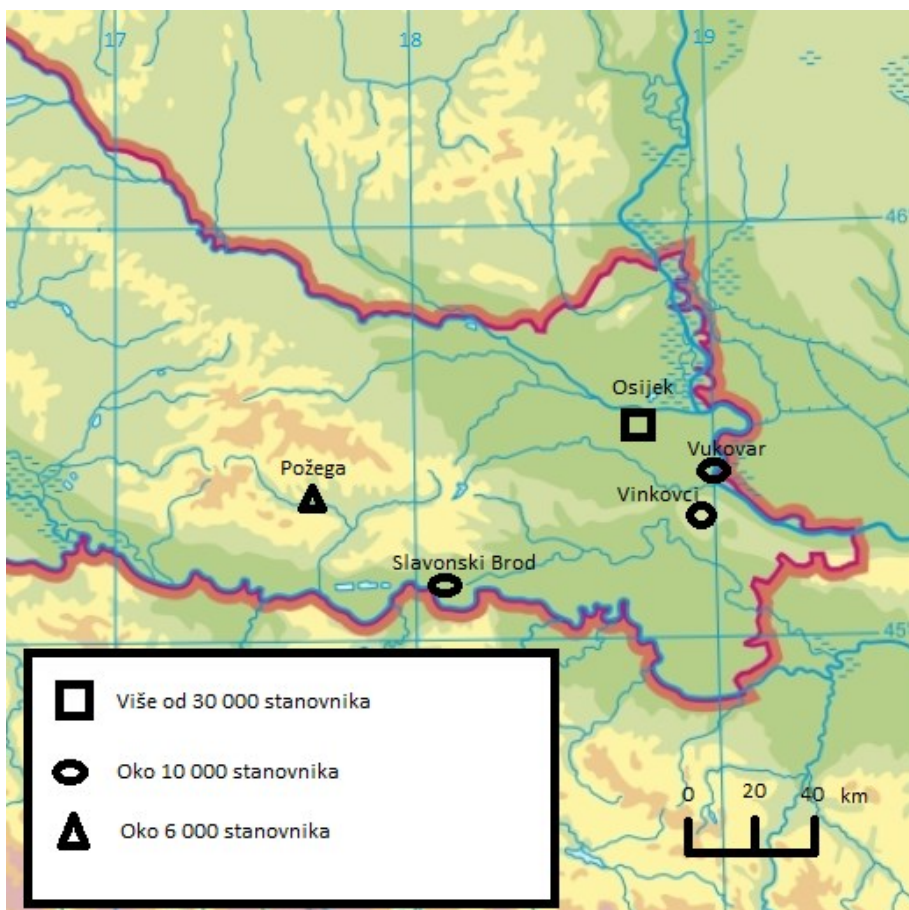 17
18
19
46
Osijek
Vukovar
Požega
Vinkovci
Slavonski Brod
45
Više od 30 000 stanovnika
Oko 10 000 stanovnika
Oko 6 000 stanovnika
0 20 40 km